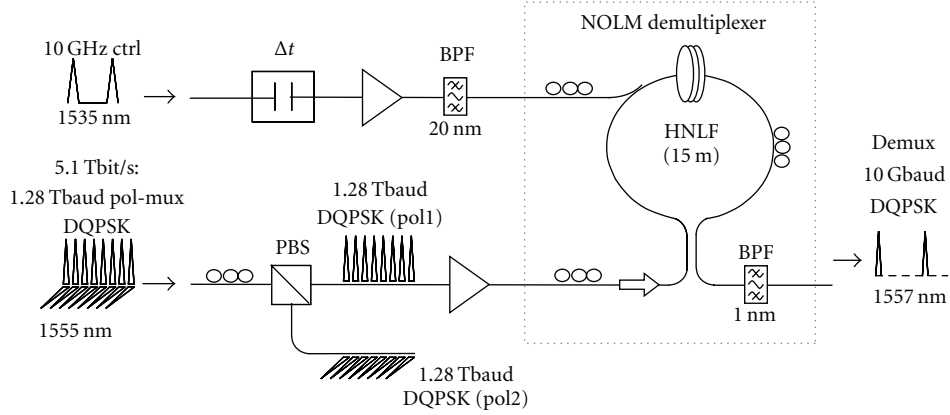 NOLM demultiplexer
10 GHz ctrl
Δt
BPF
1535 nm
20 nm
HNLF
(15 m)
5.1 Tbit/s:
1.28 Tbaud pol-mux
DQPSK
1555 nm
PBS
1.28 Tbaud
DQPSK (pol1)
1.28 Tbaud
DQPSK (pol2)
BPF
1 nm
Demux
10 Gbaud
DQPSK
1557 nm